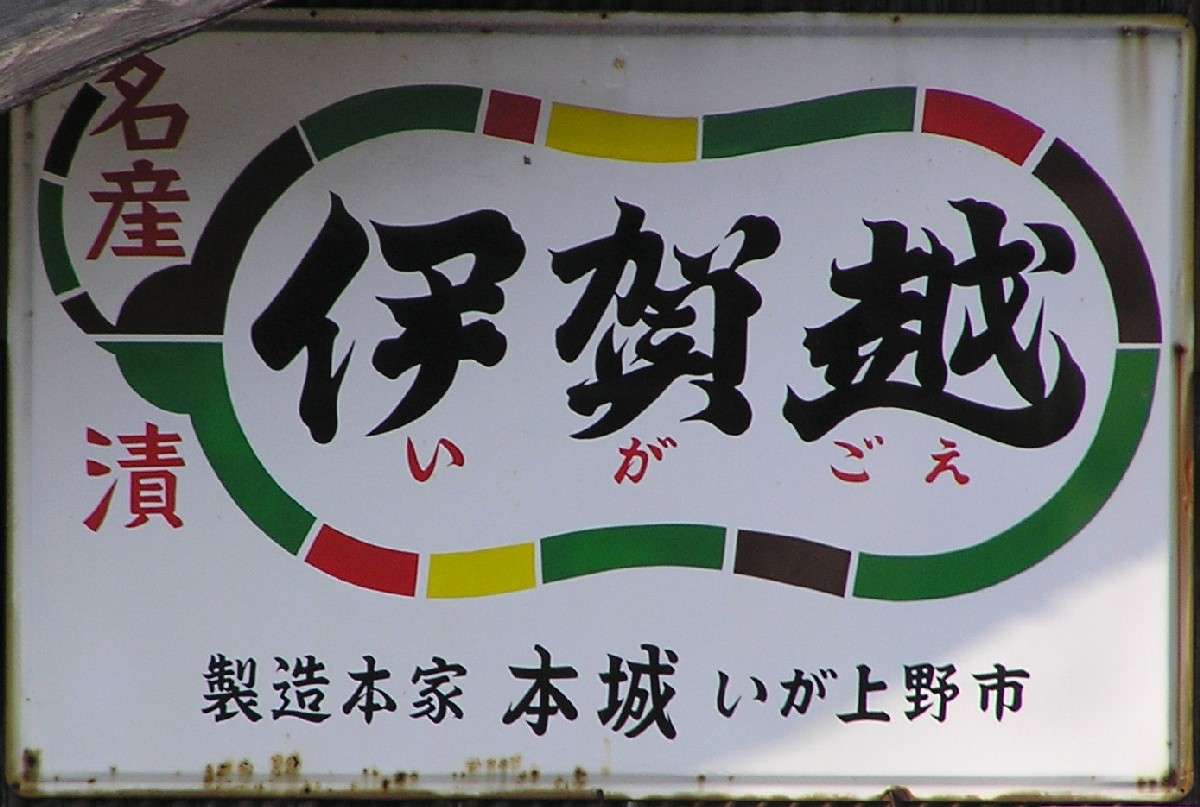 名産
漬
伊賀越
いがごえ
製造本家 本城 いが上野市